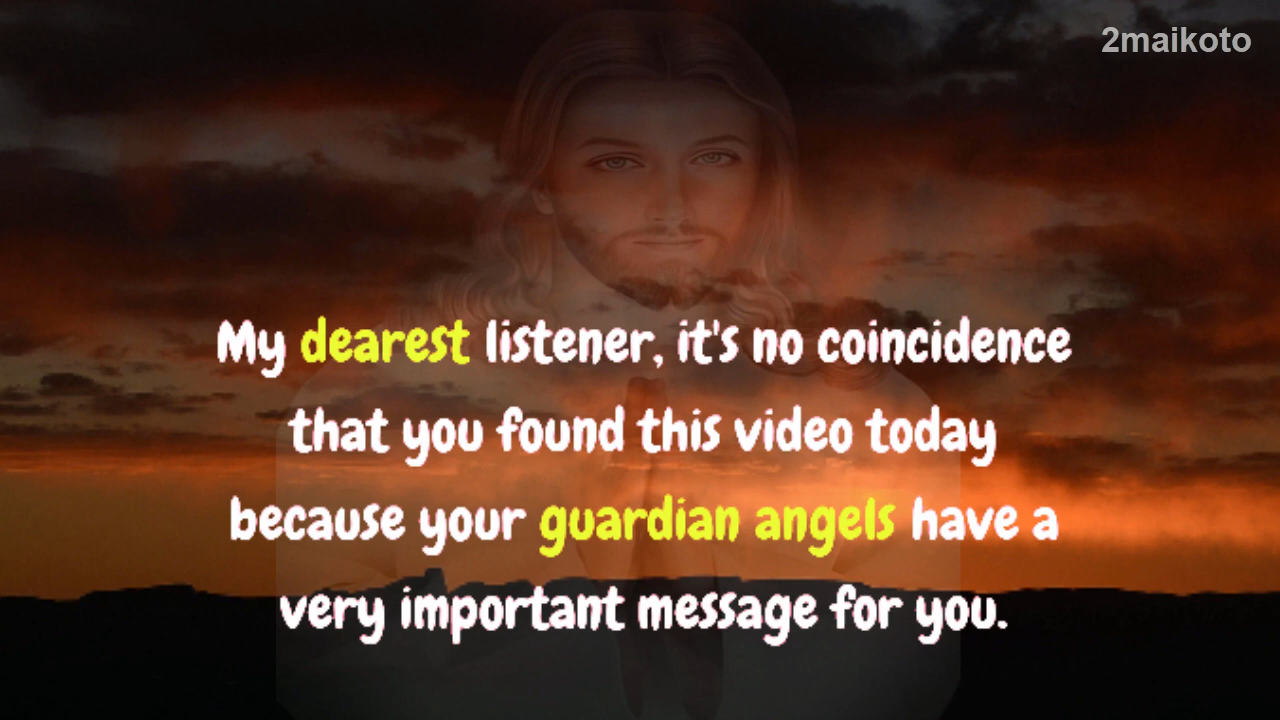 2maikoto
My dearest listener, it's no coincidence
that you found this video today
because your guardian angels have a
very important message for you.